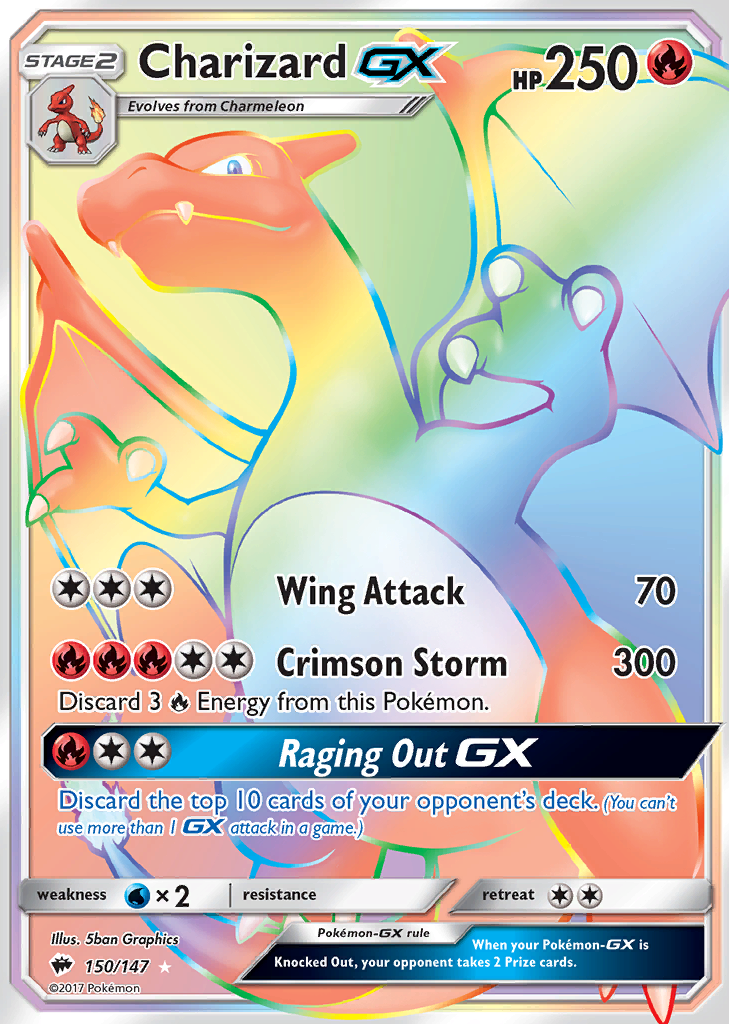 STAGE2 Charizard GX HP250
Evolves from Charmeleon
Wing Attack 70
Crimson Storm 300
Discard 3 Energy from this Pokémon.
Raging Out GX
Discard the top 10 cards of your opponent's deck. (You can't
use more than 1 GX attack in a game.)
weakness ×2 resistance retreat
Illus. 5ban Graphics
150/147
©2017 Pokémon
Pokémon-GX rule
When your Pokémon-GX is
Knocked Out, your opponent takes 2 Prize cards.